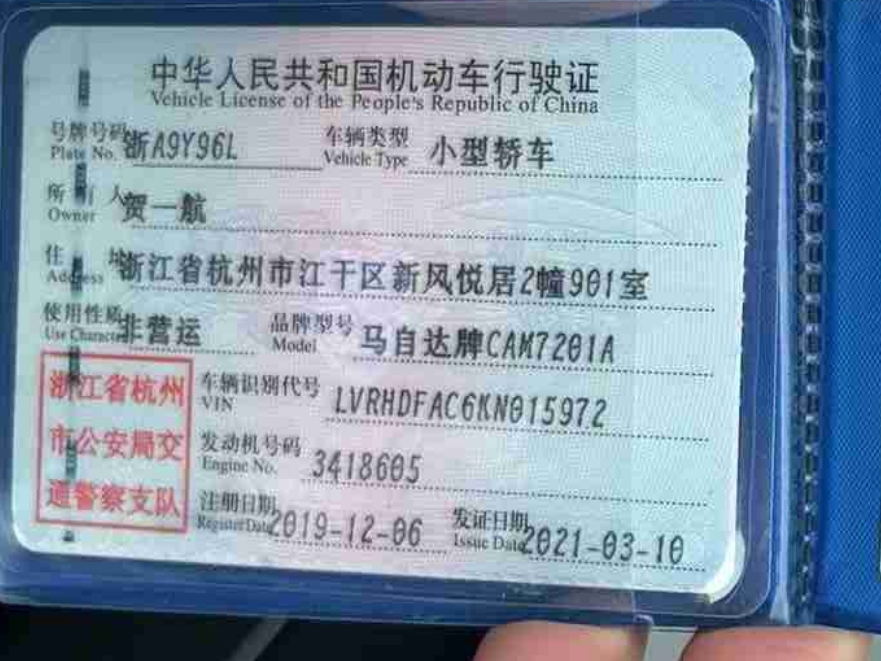 中华人民共和国机动车行驶证
Vehicle License of the People's Republic of China
号牌号码 浙A9Y96L 车辆类型 小型轿车
Plate No. Vehicle Type
所有人 贺一航
Owner
住址 浙江省杭州市江干区新风悦居2幢901室
Address
使用性质 非营运 品牌型号 马自达牌CAM7201A
Use Character Model
浙江省杭州
市公安局交
通警察支队
车辆识别代号 LVRHDFAC6KN015972
VIN
发动机号码 3418605
Engine No.
注册日期 2019-12-06 发证日期 2021-03-10
Register Date Issue Date